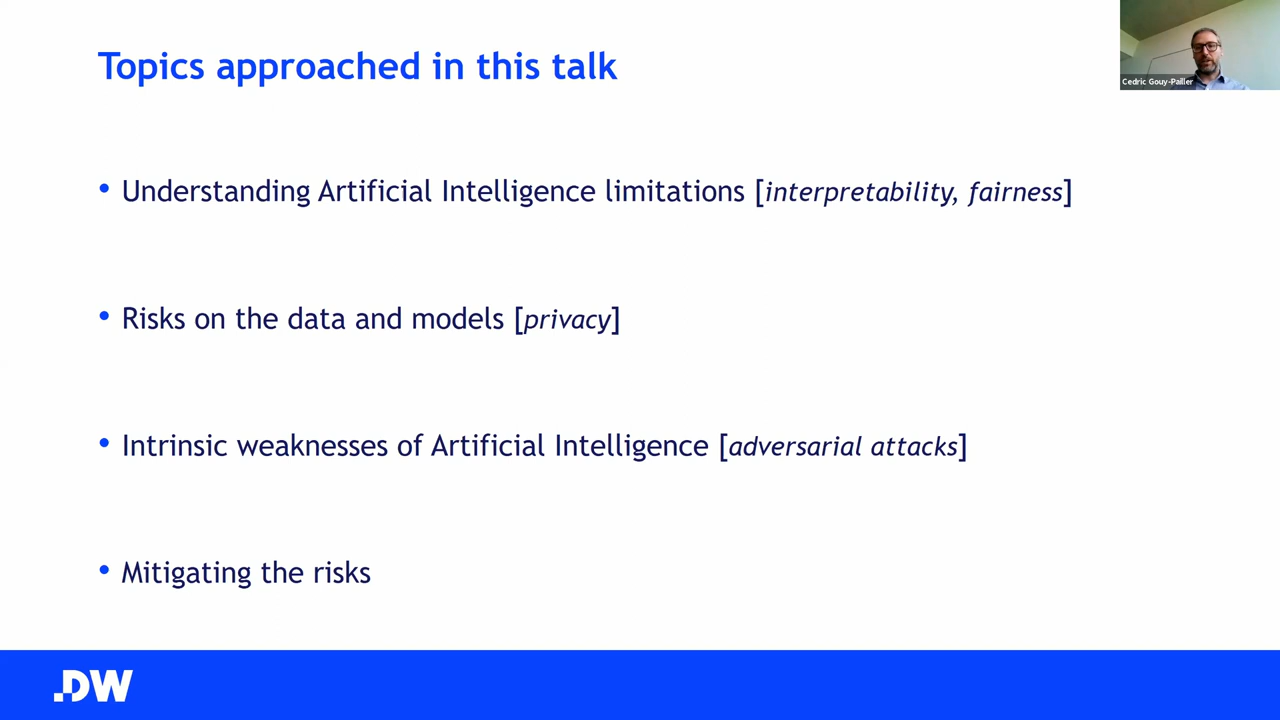 Topics approached in this talk
Cedric Gouy-Pailler
• Understanding Artificial Intelligence limitations [interpretability, fairness]
• Risks on the data and models [privacy]
• Intrinsic weaknesses of Artificial Intelligence [adversarial attacks]
• Mitigating the risks
.DW